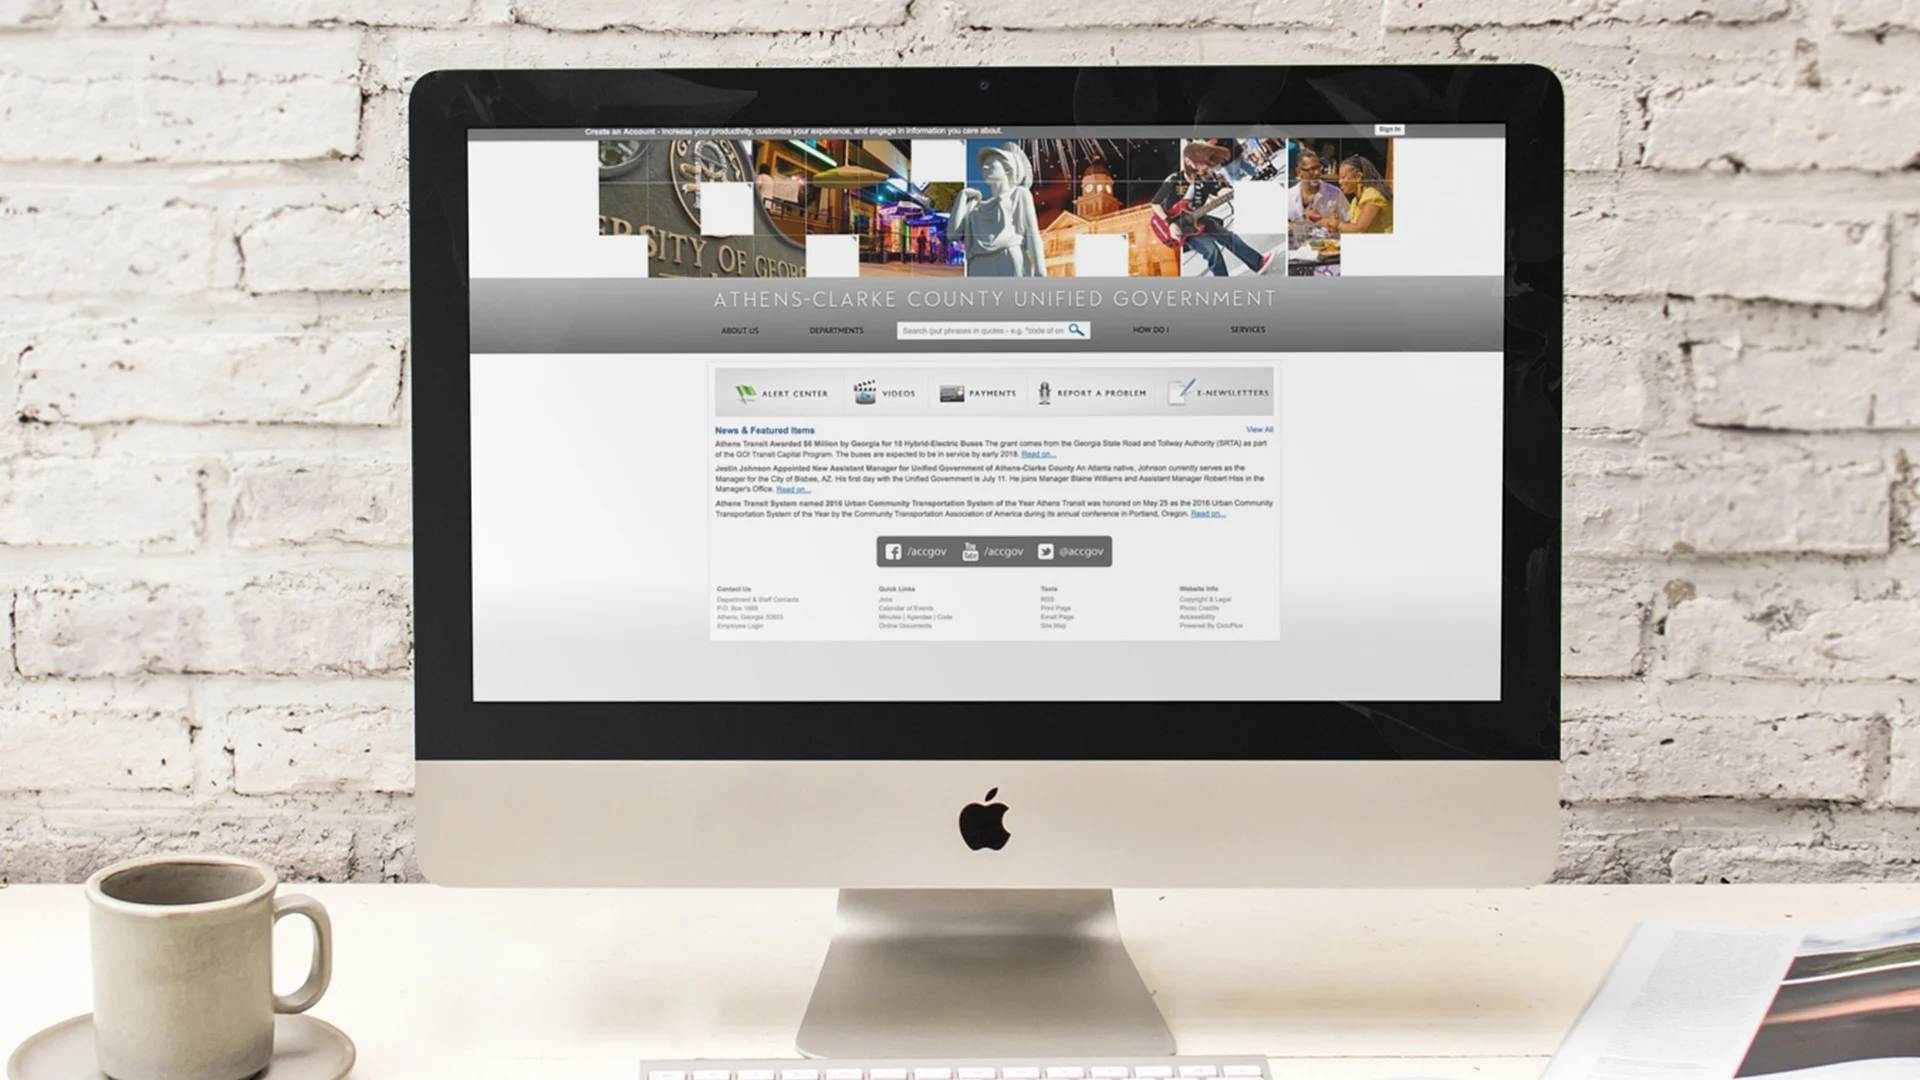 Create an Account - Increase your productivity, customize your experience, and engage in information you care about.
Sign In
ERSITY OF GEOR
ATHENS-CLARKE COUNTY UNIFIED GOVERNMENT
ABOUT US
DEPARTMENTS
Search (put phrases in quotes - e.g. "code of or
HOW DO I
SERVICES
ALERT CENTER
VIDEOS
PAYMENTS
REPORT A PROBLEM
E-NEWSLETTERS
News & Featured Items
View All
Athens Transit Awarded $6 Million by Georgia for 10 Hybrid-Electric Buses The grant comes from the Georgia State Road and Tollway Authority (SRTA) as part
of the GO! Transit Capital Program. The buses are expected to be in service by early 2018. Read on...
Jestin Johnson Appointed New Assistant Manager for Unified Government of Athens-Clarke County An Atlanta native, Johnson currently serves as the
Manager for the City of Bisbee, AZ. His first day with the Unified Government is July 11. He joins Manager Blaine Williams and Assistant Manager Robert Hiss in the
Manager's Office. Read on...
Athens Transit System named 2016 Urban Community Transportation System of the Year Athens Transit was honored on May 25 as the 2016 Urban Community
Transportation System of the Year by the Community Transportation Association of America during its annual conference in Portland, Oregon. Read on...
/accgov
You Tube
/accgov
@accgov
Contact Us
Department & Staff Contacts
P.O. Box 1868
Athens, Georgia 30603
Employee Login
Quick Links
Jobs
Calendar of Events
Minutes | Agendas | Code
Online Documents
Tools
RSS
Print Page
Email Page
Site Map
Website Info
Copyright & Legal
Photo Credits
Accessibility
Powered By CivicPlus